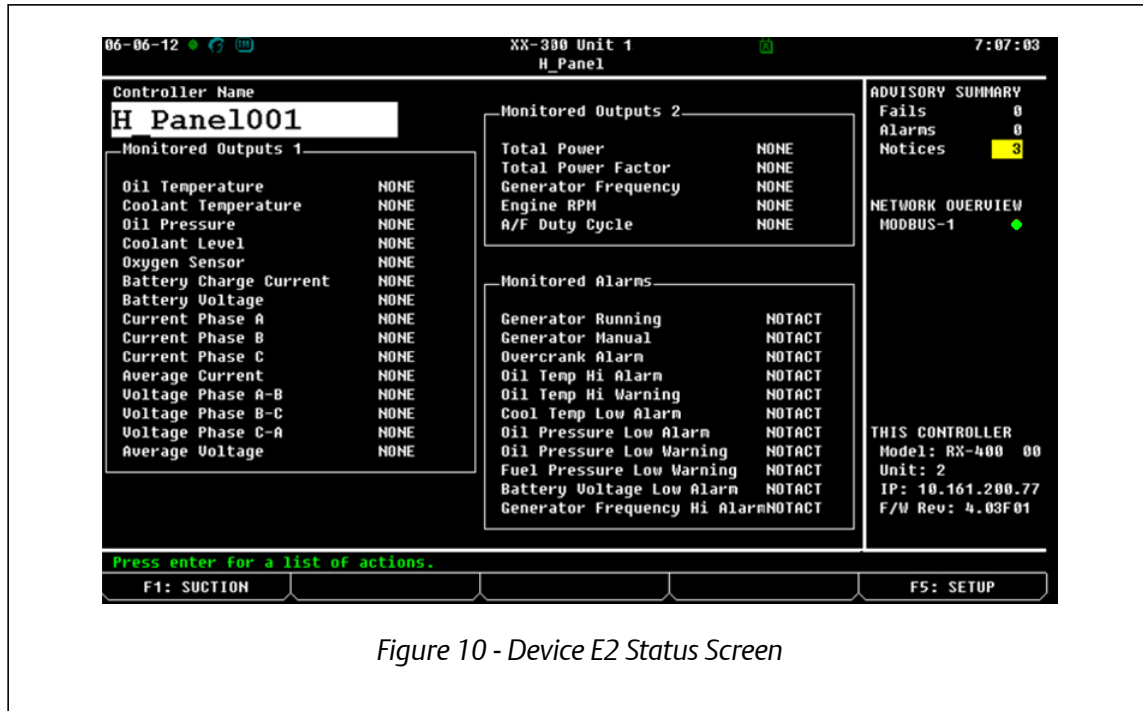 06-06-12 XX-300 Unit 1 7:07:03
H_Panel
Controller Name
H_Panel001
Monitored Outputs 1
Oil Temperature NONE
Coolant Temperature NONE
Oil Pressure NONE
Coolant Level NONE
Oxygen Sensor NONE
Battery Charge Current NONE
Battery Voltage NONE
Current Phase A NONE
Current Phase B NONE
Current Phase C NONE
Average Current NONE
Voltage Phase A-B NONE
Voltage Phase B-C NONE
Voltage Phase C-A NONE
Average Voltage NONE
Monitored Outputs 2
Total Power NONE
Total Power Factor NONE
Generator Frequency NONE
Engine RPM NONE
A/F Duty Cycle NONE
Monitored Alarms
Generator Running NOTACT
Generator Manual NOTACT
Overcrank Alarm NOTACT
Oil Temp Hi Alarm NOTACT
Oil Temp Hi Warning NOTACT
Cool Temp Low Alarm NOTACT
Oil Pressure Low Alarm NOTACT
Oil Pressure Low Warning NOTACT
Fuel Pressure Low Warning NOTACT
Battery Voltage Low Alarm NOTACT
Generator Frequency Hi AlarmNOTACT
ADVISORY SUMMARY
Fails 0
Alarms 0
Notices 3
NETWORK OVERVIEW
MODBUS-1
THIS CONTROLLER
Model: RX-400 00
Unit: 2
IP: 10.161.200.77
F/W Rev: 4.03F01
Press enter for a list of actions.
F1: SUCTION F5: SETUP
Figure 10 - Device E2 Status Screen